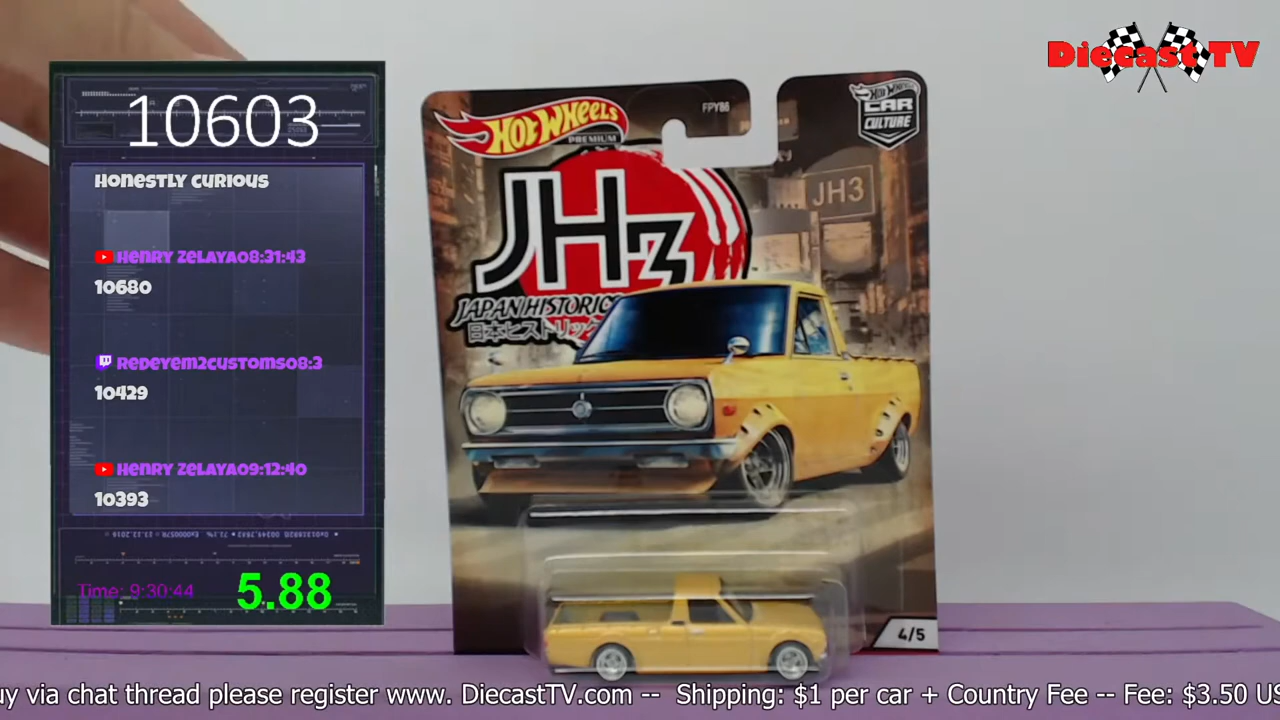 Diecast TV
10603
Honestly Curious
Henry Zelaya08:31:43
10680
RedEyeM2Customs08:3
10429
Henry Zelaya09:12:40
10393
Time: 9:30:44
5.88
HOT WHEELS
PREMIUM
FPY86
HOT WHEELS
CAR
CULTURE
JH3
JH3
JAPAN HISTORIC
日本ヒストリック
4/5
uy via chat thread please register www. DiecastTV.com -- Shipping: $1 per car + Country Fee -- Fee: $3.50 US